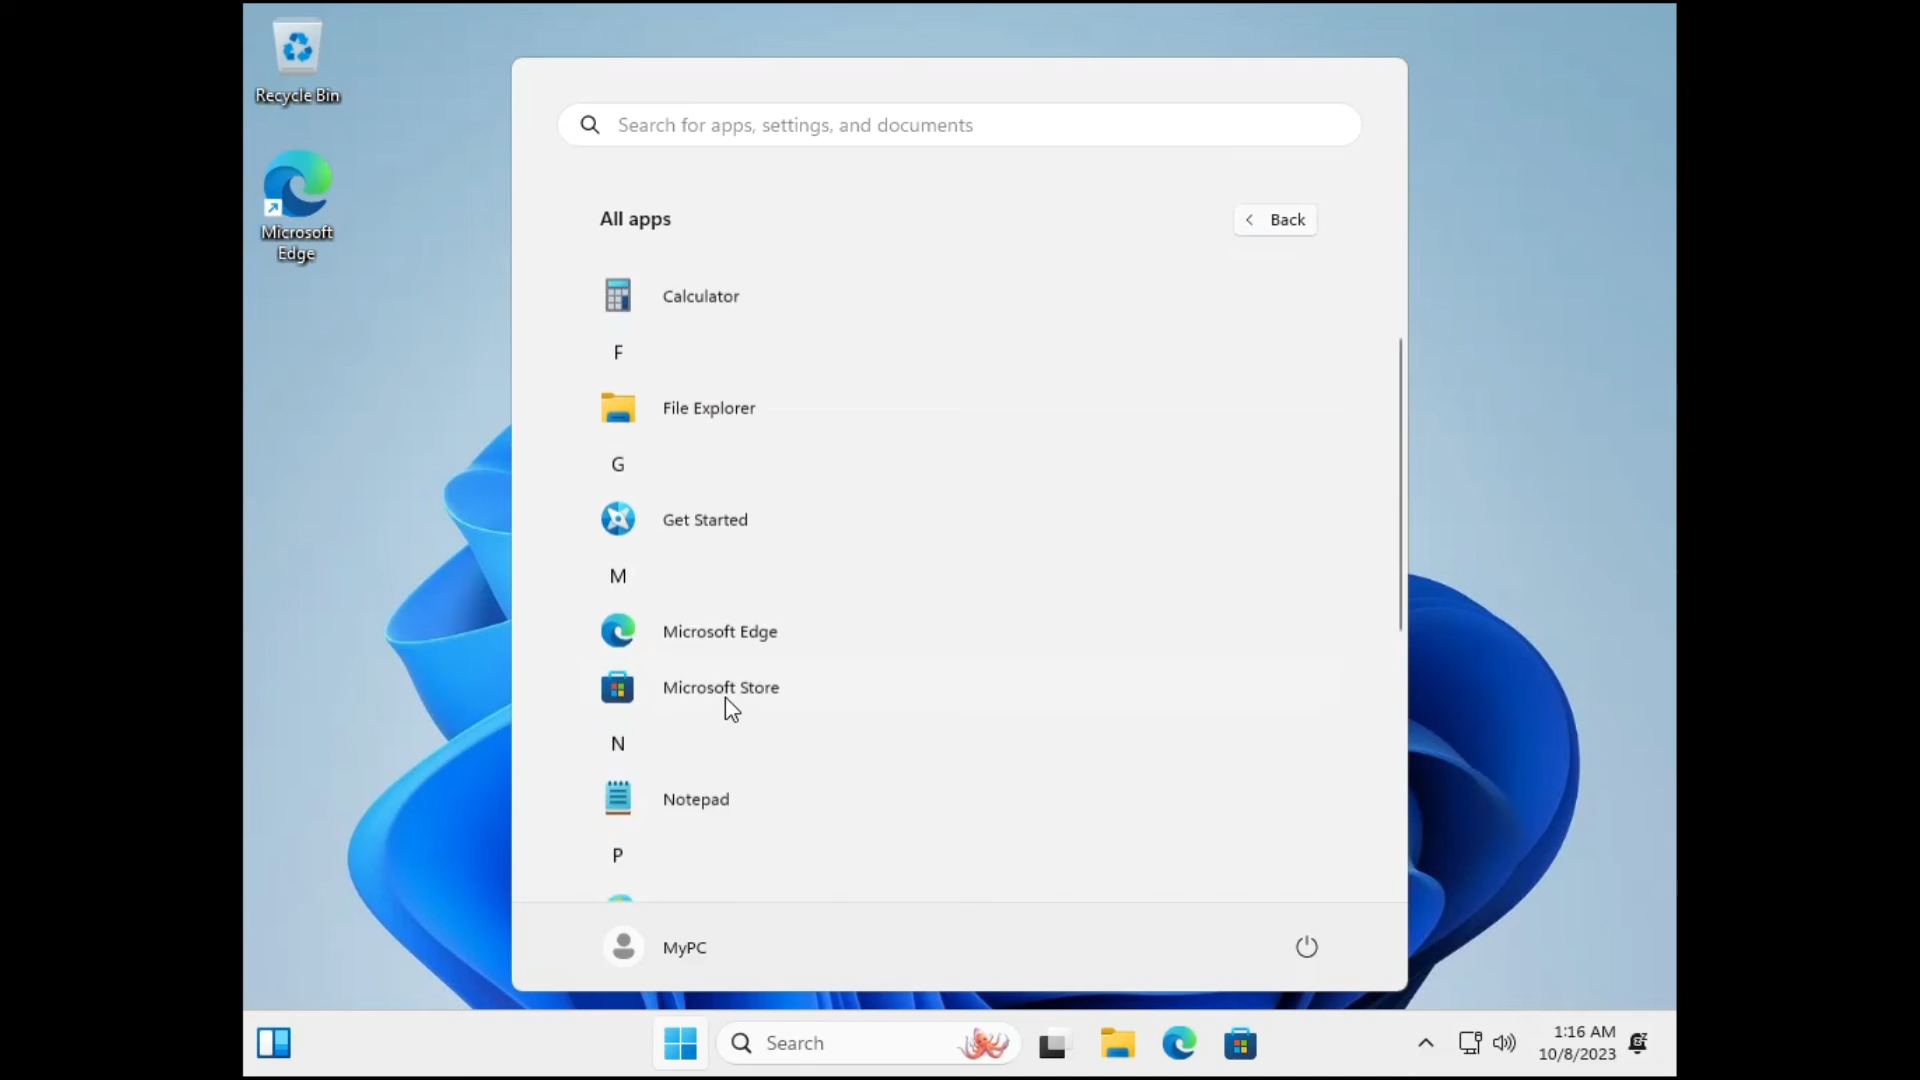 Recycle Bin
Microsoft
Edge
Search for apps, settings, and documents
All apps
Back
Calculator
F
File Explorer
G
Get Started
M
Microsoft Edge
Microsoft Store
N
Notepad
P
MyPC
Search
1:16 AM
10/8/2023